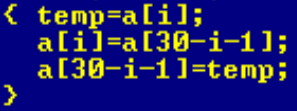 { temp=a[i];
a[i]=a[30-i-1];
a[30-i-1]=temp;
}